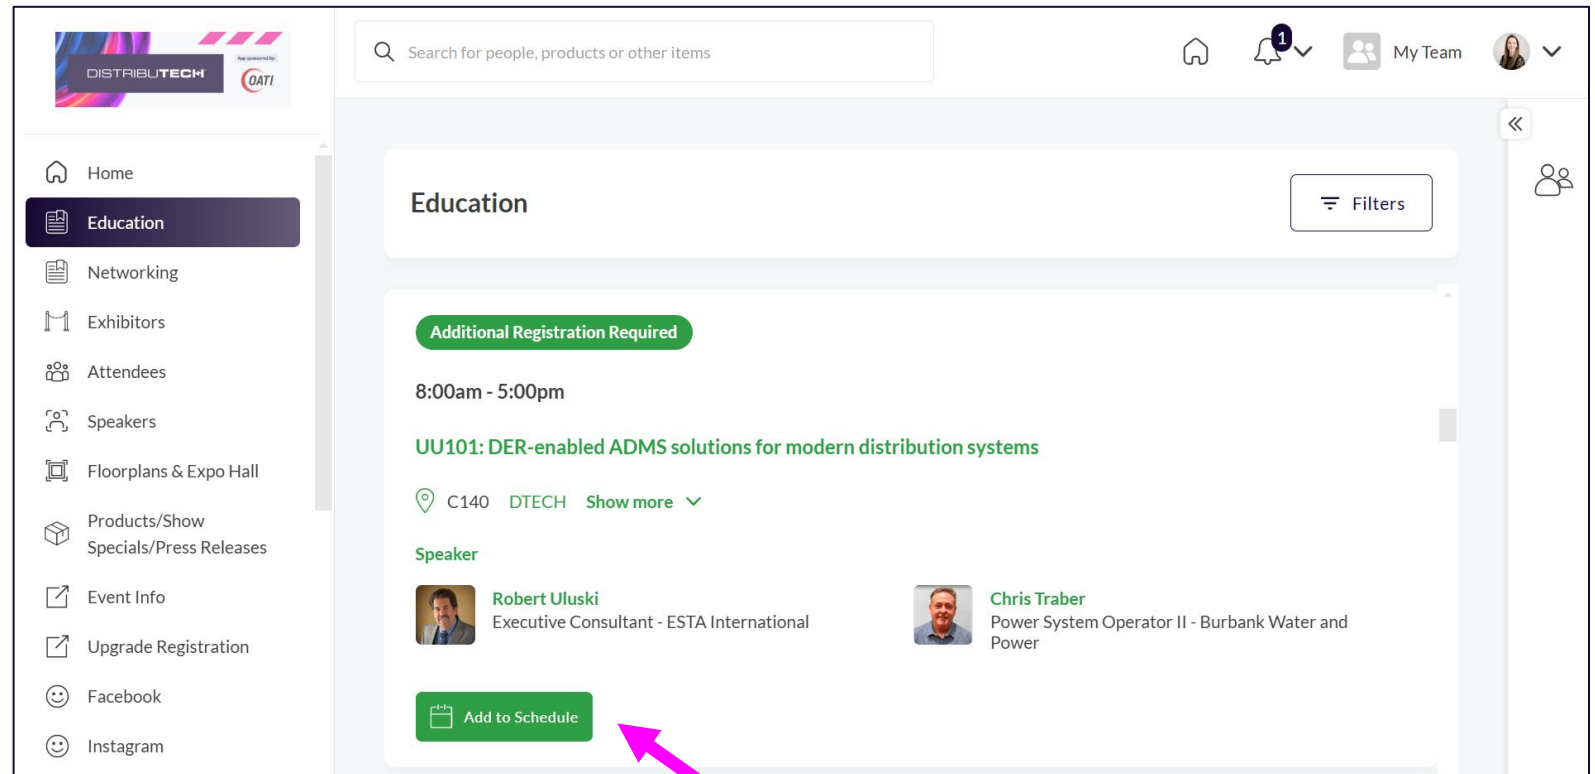 DISTRIBUTECH
App sponsored by
OATI
Search for people, products or other items
1
My Team
Home
Education
Networking
Exhibitors
Attendees
Speakers
Floorplans & Expo Hall
Products/Show
Specials/Press Releases
Event Info
Upgrade Registration
Facebook
Instagram
Education
Filters
Additional Registration Required
8:00am - 5:00pm
UU101: DER-enabled ADMS solutions for modern distribution systems
C140 DTECH Show more
Speaker
Robert Uluski
Executive Consultant - ESTA International
Chris Traber
Power System Operator II - Burbank Water and
Power
Add to Schedule